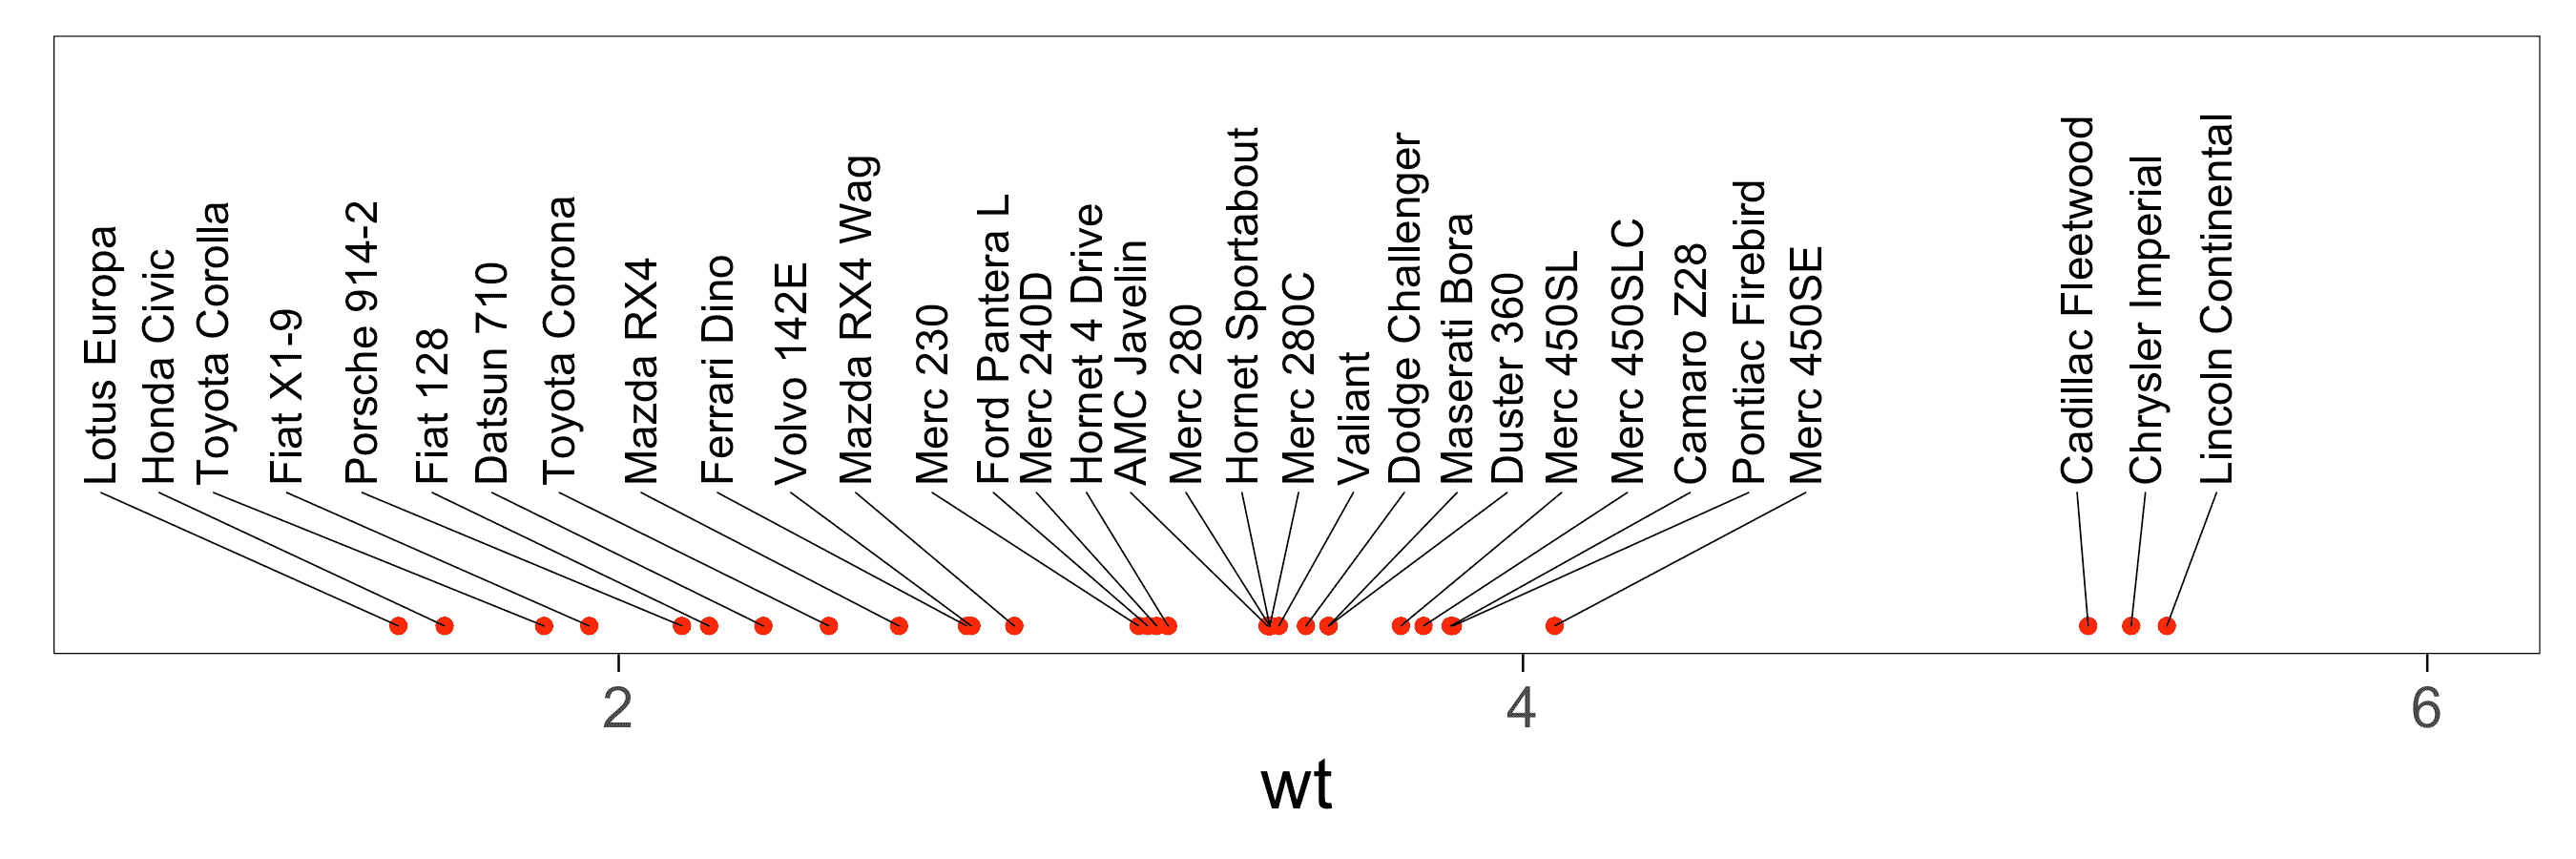 Lotus Europa
Honda Civic
Toyota Corolla
Fiat X1-9
Porsche 914-2
Fiat 128
Datsun 710
Toyota Corona
Mazda RX4
Ferrari Dino
Volvo 142E
Mazda RX4 Wag
Merc 230
Ford Pantera L
Merc 240D
Hornet 4 Drive
AMC Javelin
Merc 280
Hornet Sportabout
Merc 280C
Valiant
Dodge Challenger
Maserati Bora
Duster 360
Merc 450SL
Merc 450SLC
Camaro Z28
Pontiac Firebird
Merc 450SE
Cadillac Fleetwood
Chrysler Imperial
Lincoln Continental
2
4
6
wt